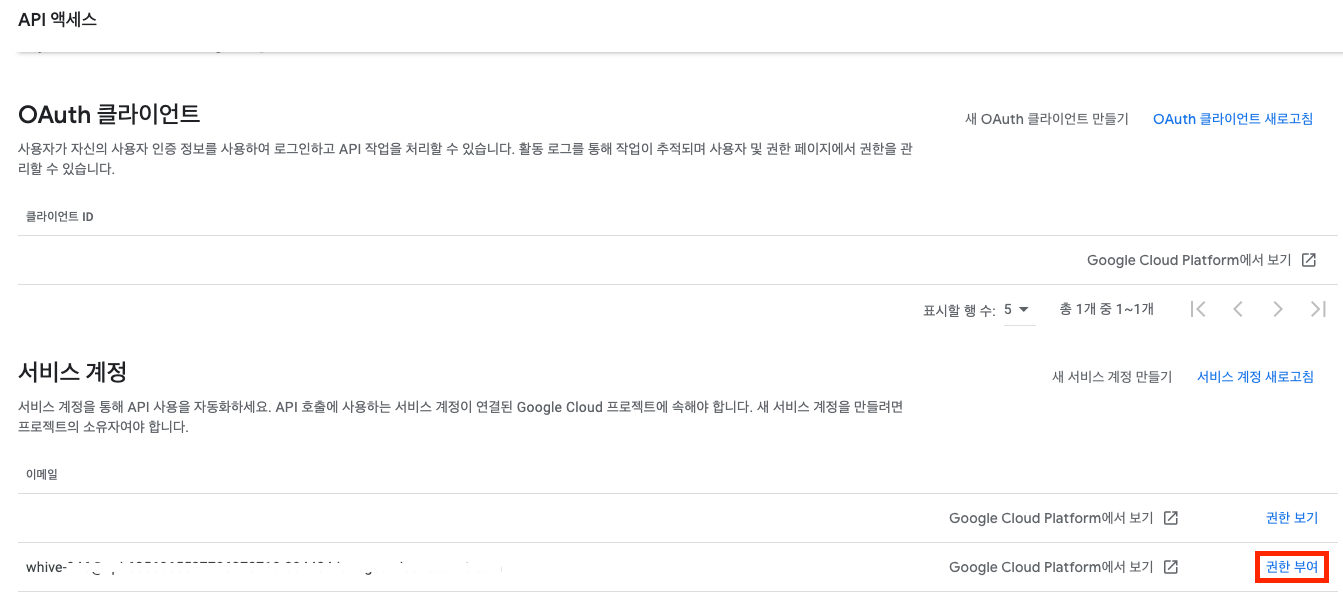 API 액세스
OAuth 클라이언트
새 OAuth 클라이언트 만들기
OAuth 클라이언트 새로고침
사용자가 자신의 사용자 인증 정보를 사용하여 로그인하고 API 작업을 처리할 수 있습니다. 활동 로그를 통해 작업이 추적되며 사용자 및 권한 페이지에서 권한을 관
리할 수 있습니다.
클라이언트 ID
Google Cloud Platform에서 보기
표시할 행 수: 5
총 1개 중 1~1개
서비스 계정
새 서비스 계정 만들기
서비스 계정 새로고침
서비스 계정을 통해 API 사용을 자동화하세요. API 호출에 사용하는 서비스 계정이 연결된 Google Cloud 프로젝트에 속해야 합니다. 새 서비스 계정을 만들려면
프로젝트의 소유자여야 합니다.
이메일
Google Cloud Platform에서 보기
권한 보기
whive-
Google Cloud Platform에서 보기
권한 부여